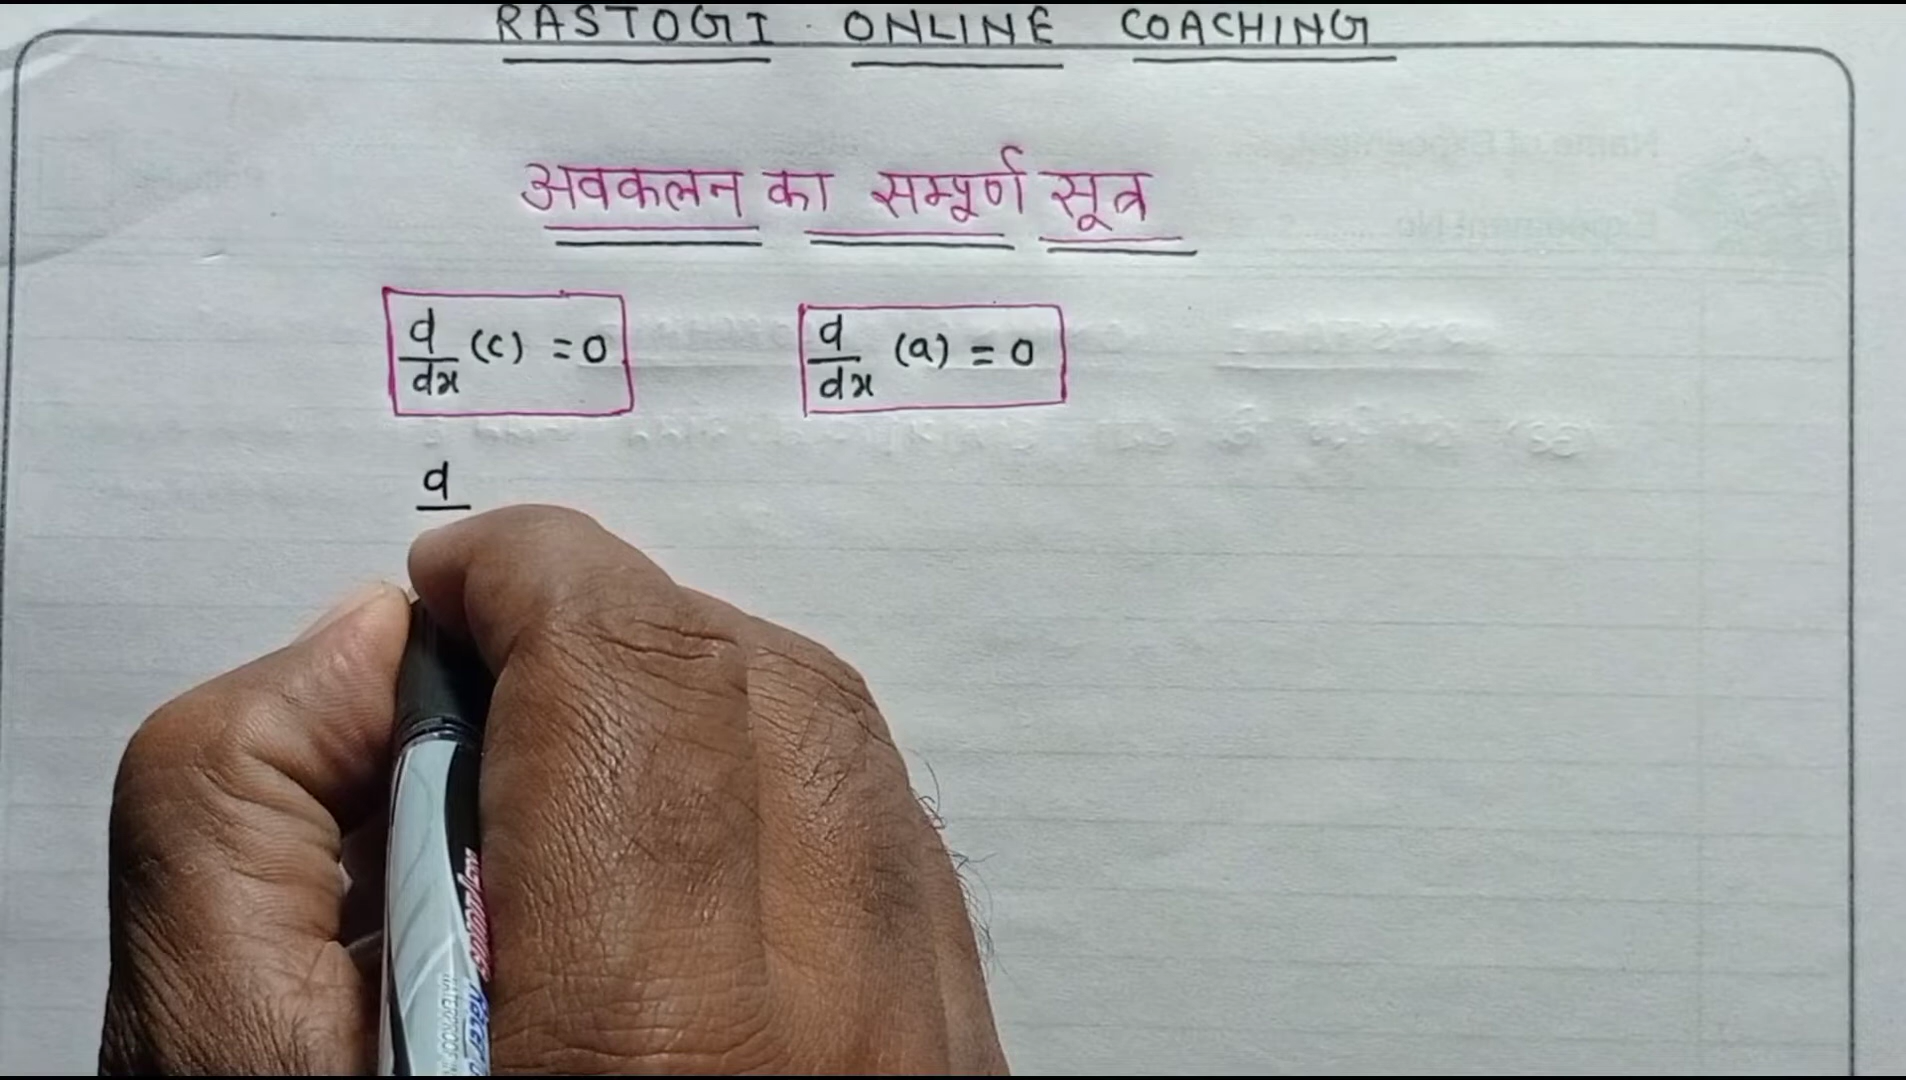 RASTOGI ONLINE COACHING
अवकलन का सम्पूर्ण सूत्र
d/dx (c) = 0    d/dx (a) = 0
d